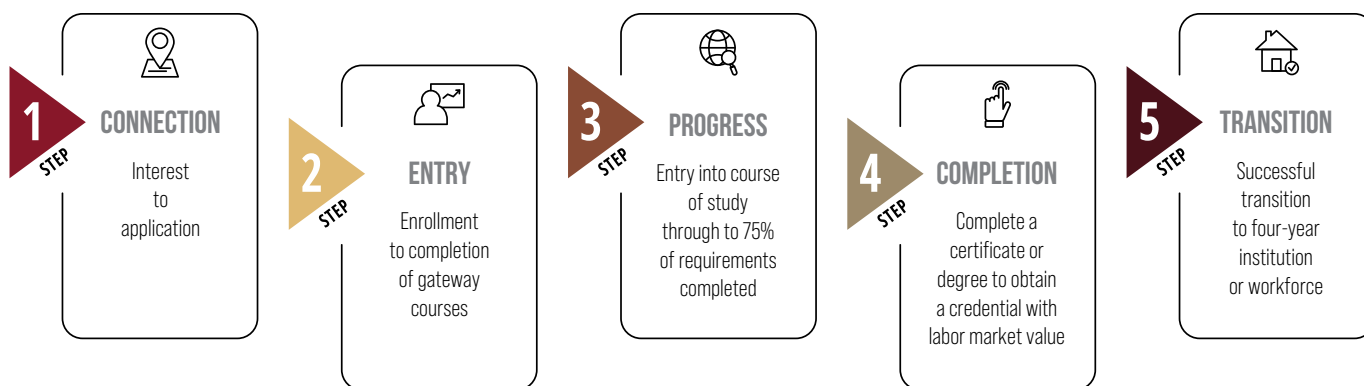 1
STEP
CONNECTION
Interest
to
application
2
STEP
ENTRY
Enrollment
to completion
of gateway
courses
3
STEP
PROGRESS
Entry into course
of study
through to 75%
of requirements
completed
4
STEP
COMPLETION
Complete a
certificate or
degree to obtain
a credential with
labor market value
5
STEP
TRANSITION
Successful
transition
to four-year
institution
or workforce